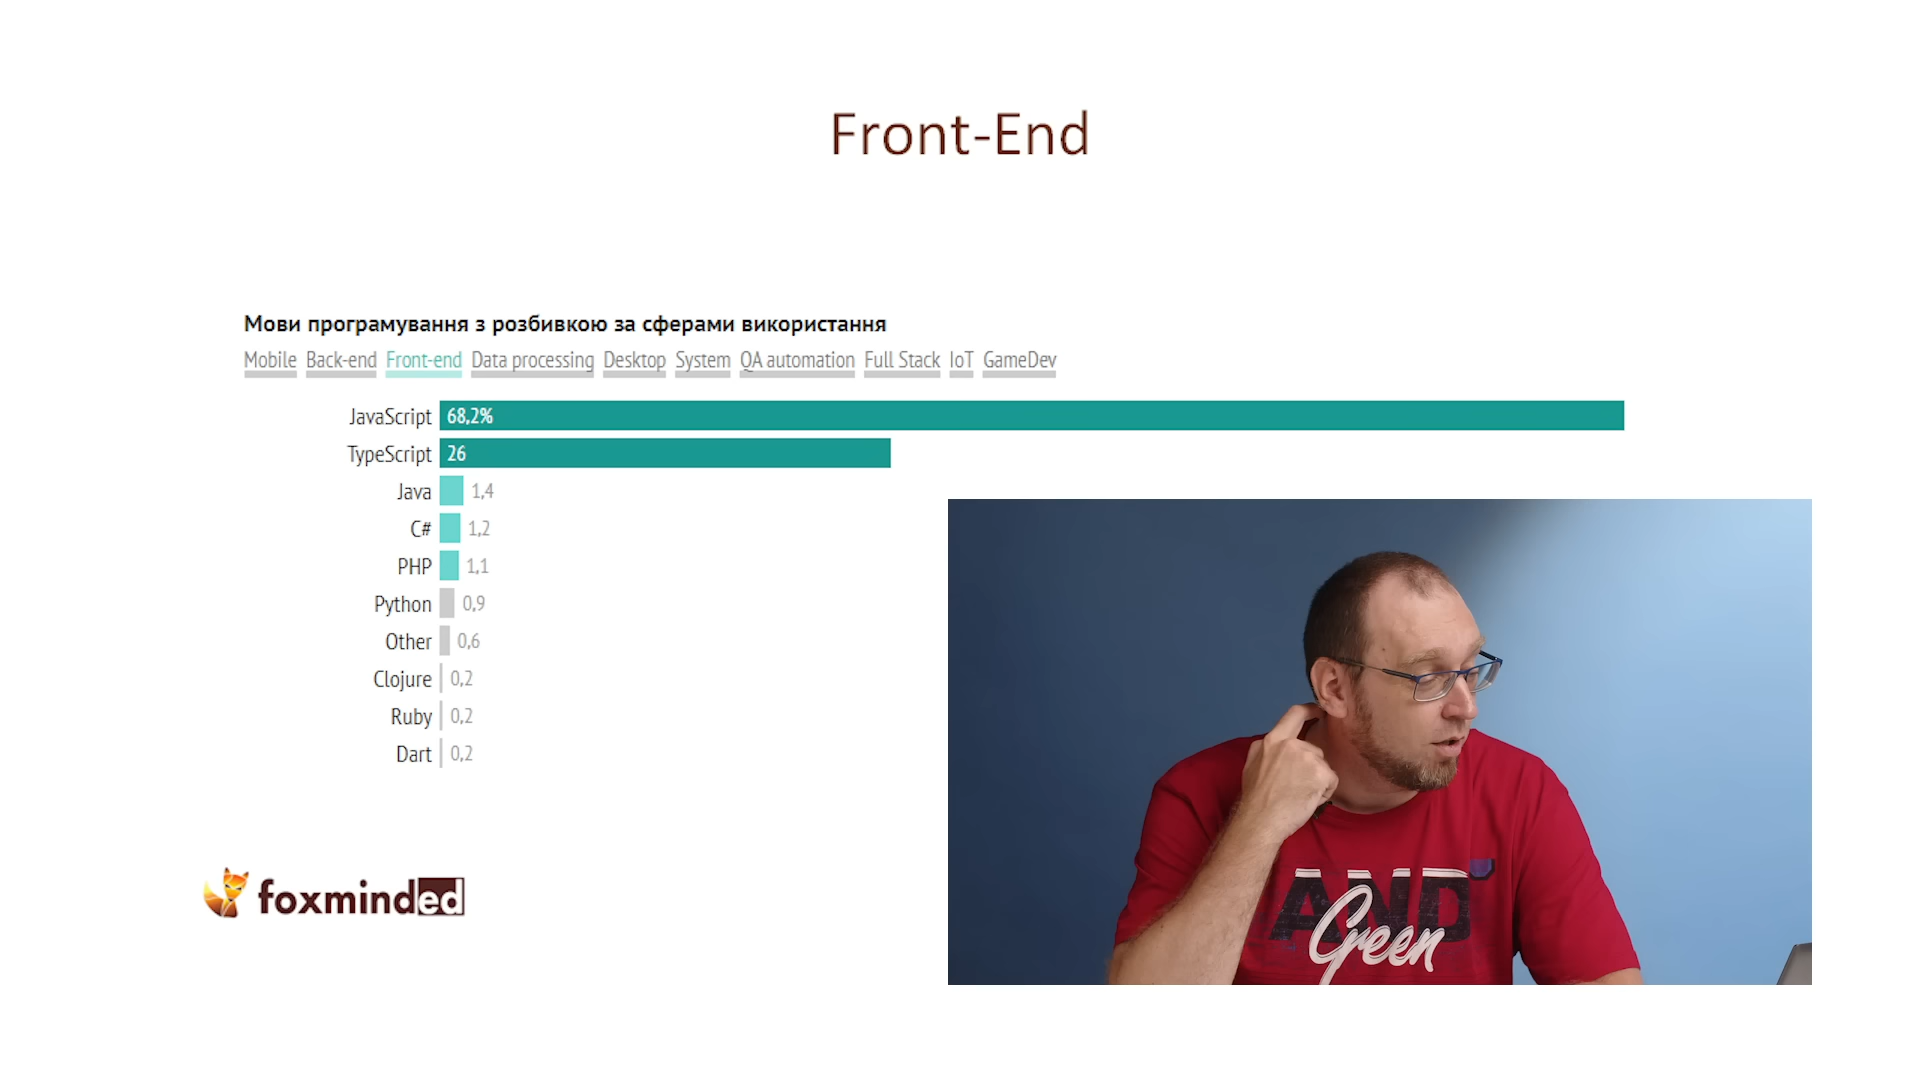 Front-End
Мови програмування з розбивкою за сферами використання
Mobile Back-end Front-end Data processing Desktop System QA automation Full Stack IoT GameDev
JavaScript 68,2%
TypeScript 26
Java 1,4
C# 1,2
PHP 1,1
Python 0,9
Other 0,6
Clojure 0,2
Ruby 0,2
Dart 0,2
foxminded
AND
Green